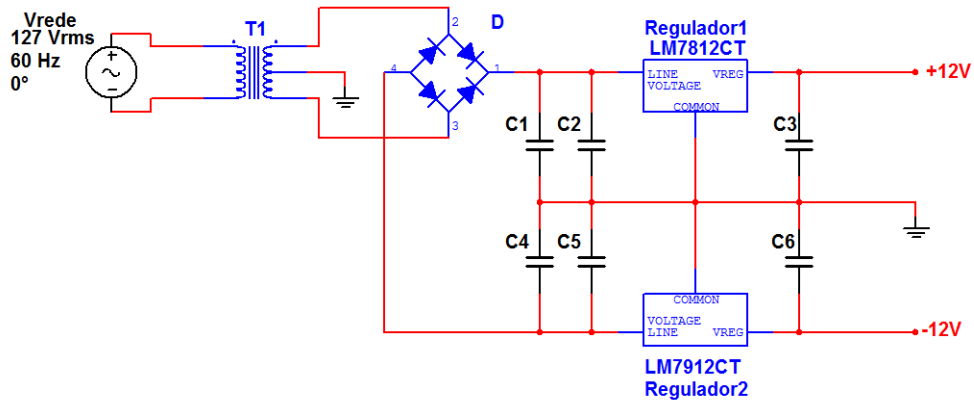 Vrede
127 Vrms
60 Hz
0°
T1
2
D
4
1
3
Regulador1
LM7812CT
LINE VREG
VOLTAGE
COMMON
+12V
C1
C2
C3
C4
C5
C6
COMMON
VOLTAGE
LINE VREG
-12V
LM7912CT
Regulador2